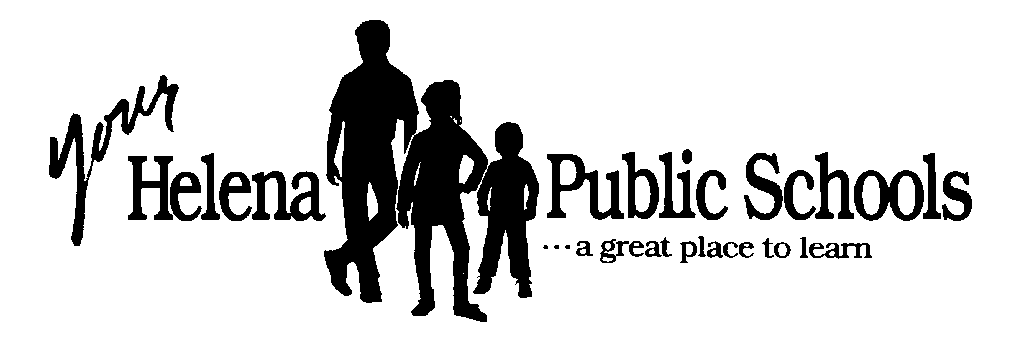 your
Helena Public Schools
...a great place to learn